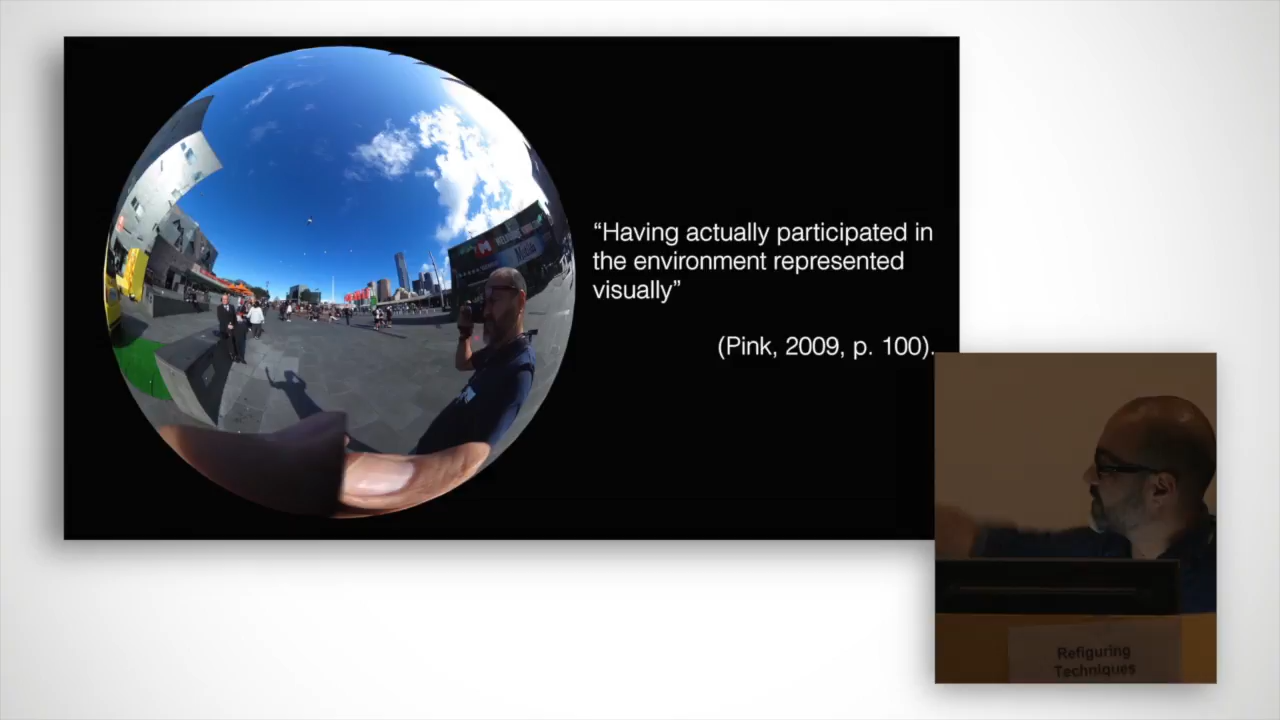 “Having actually participated in
the environment represented
visually”
(Pink, 2009, p. 100).
Refiguring
Techniques